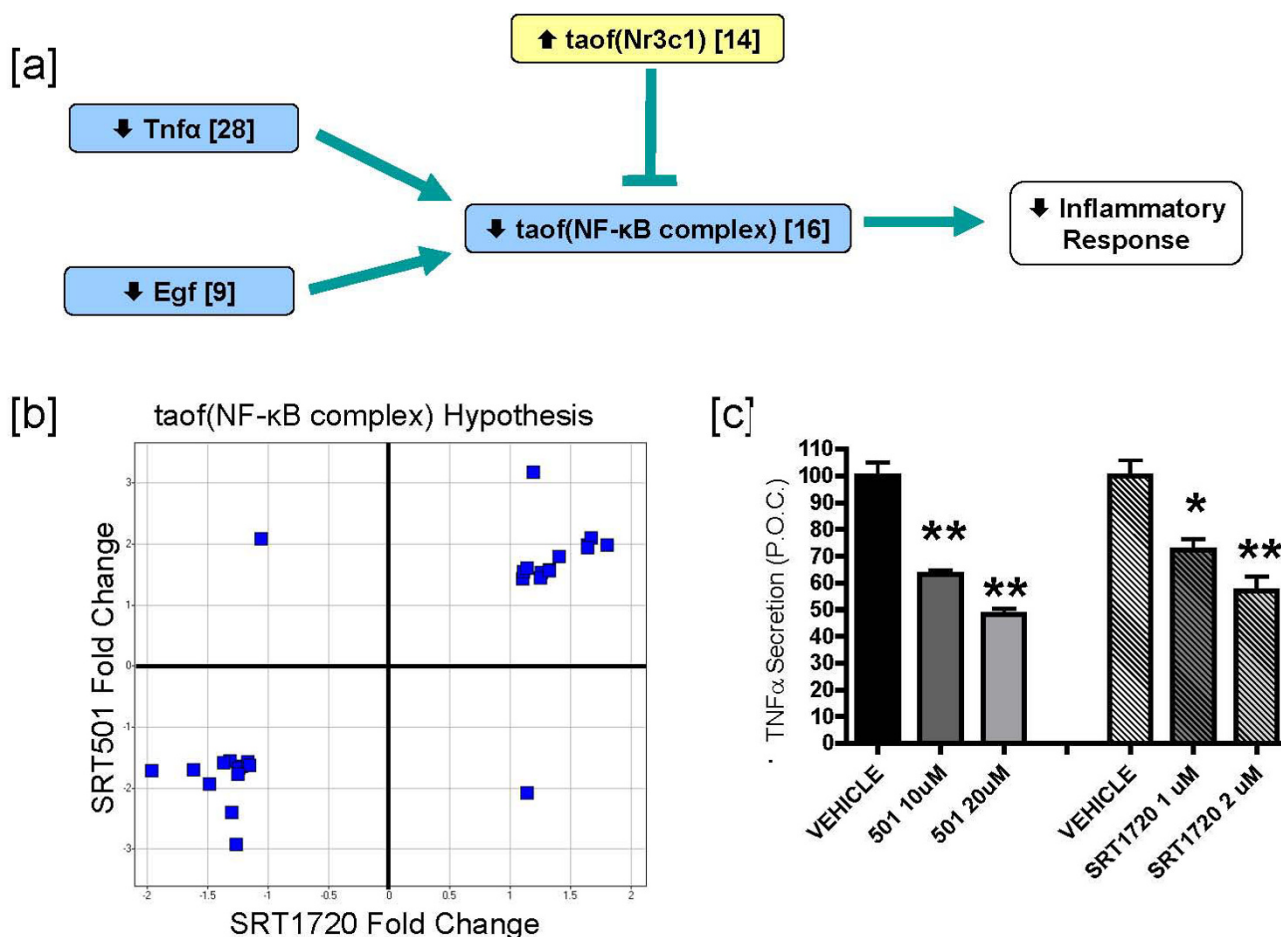 [a]
⬆ taof(Nr3c1) [14]
⬇ Tnfα [28]
⬇ taof(NF-κB complex) [16]
⬇ Inflammatory
Response
⬇ Egf [9]
[b]
taof(NF-κB complex) Hypothesis
SRT501 Fold Change
3
2
1
0
-1
-2
-3
-2
-1.5
-1
-0.5
0
0.5
1
1.5
2
SRT1720 Fold Change
[c]
TNFα Secretion (P.O.C.)
110
100
90
80
70
60
50
40
30
20
10
0
**
**
*
**
VEHICLE
501 10uM
501 20uM
VEHICLE
SRT1720 1 uM
SRT1720 2 uM